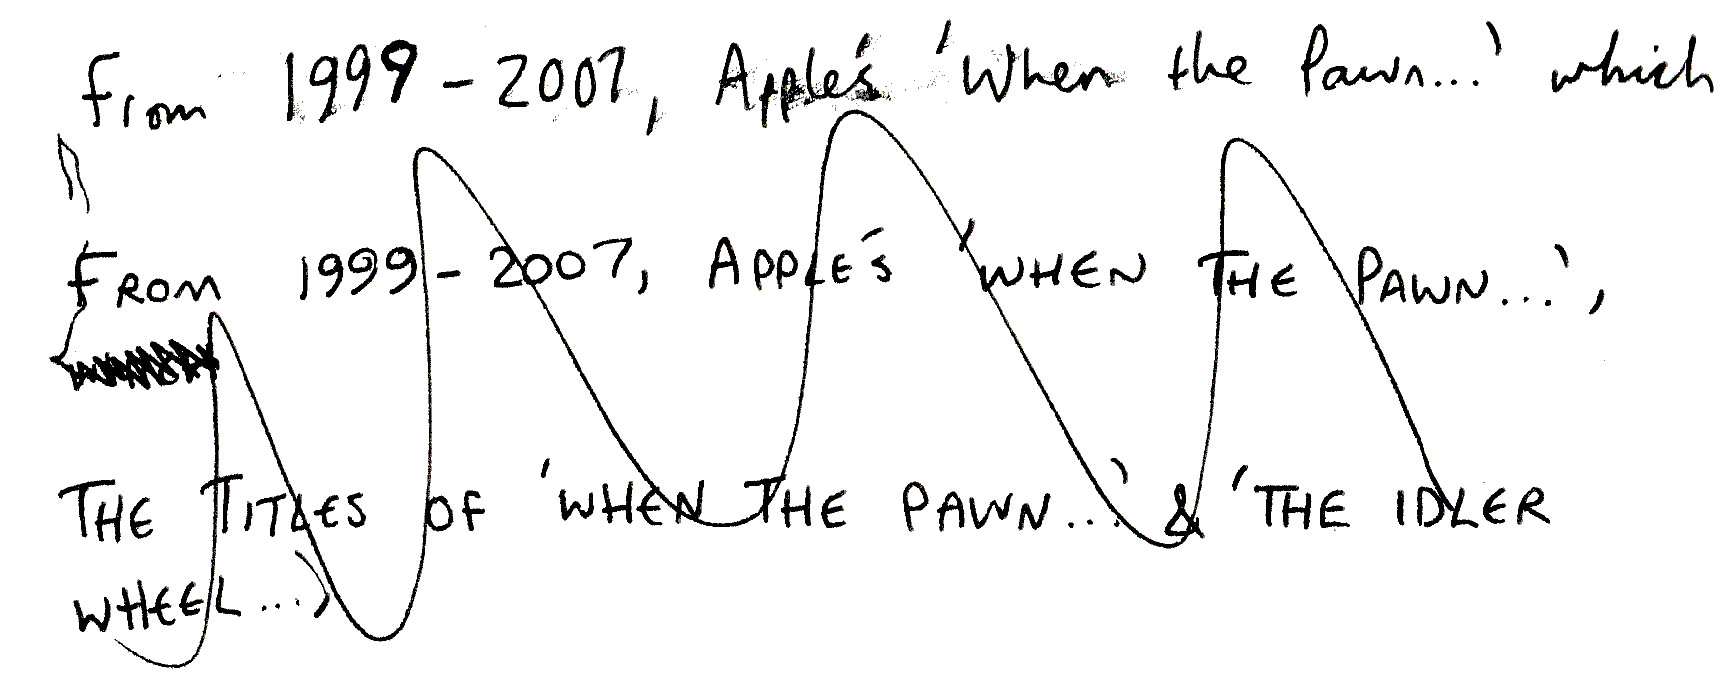 From 1999-2007, Apple's 'When the Pawn...' which
FROM 1999-2007, APPLE'S 'WHEN THE PAWN...',
THE TITLES OF 'WHEN THE PAWN...' & 'THE IDLER
WHEEL...'